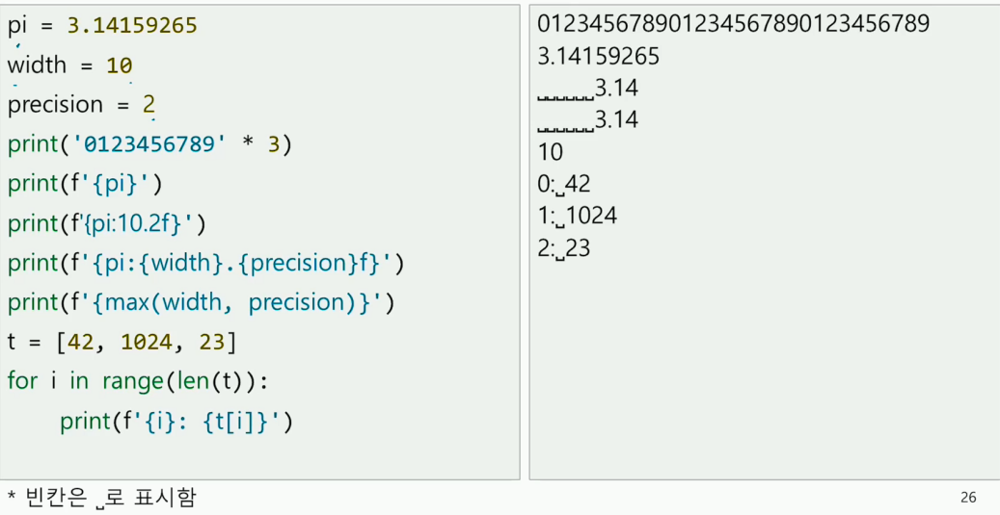 pi = 3.14159265
width = 10
precision = 2
print('0123456789' * 3)
print(f'{pi}')
print(f'{pi:10.2f}')
print(f'{pi:{width}.{precision}f}')
print(f'{max(width, precision)}')
t = [42, 1024, 23]
for i in range(len(t)):
    print(f'{i}: {t[i]}')
012345678901234567890123456789
3.14159265
␣␣␣␣␣␣3.14
␣␣␣␣␣␣3.14
10
0:␣42
1:␣1024
2:␣23
* 빈칸은 ␣로 표시함
26